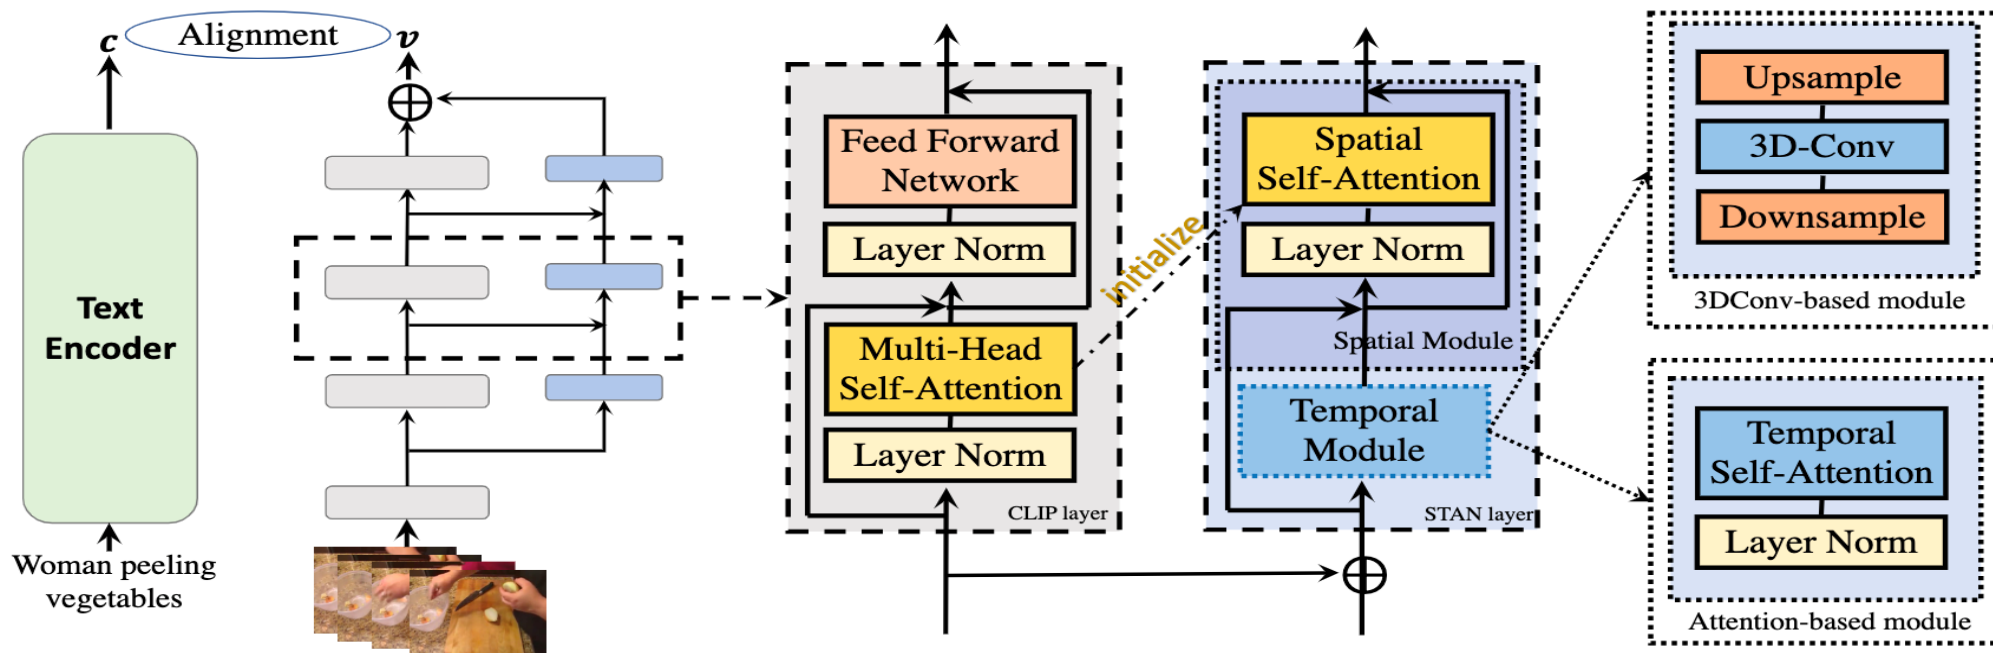 c
Alignment
v
Text
Encoder
Woman peeling
vegetables
Feed Forward
Network
Layer Norm
Multi-Head
Self-Attention
Layer Norm
CLIP layer
initialize
Spatial
Self-Attention
Layer Norm
Spatial Module
Temporal
Module
STAN layer
Upsample
3D-Conv
Downsample
3DConv-based module
Temporal
Self-Attention
Layer Norm
Attention-based module